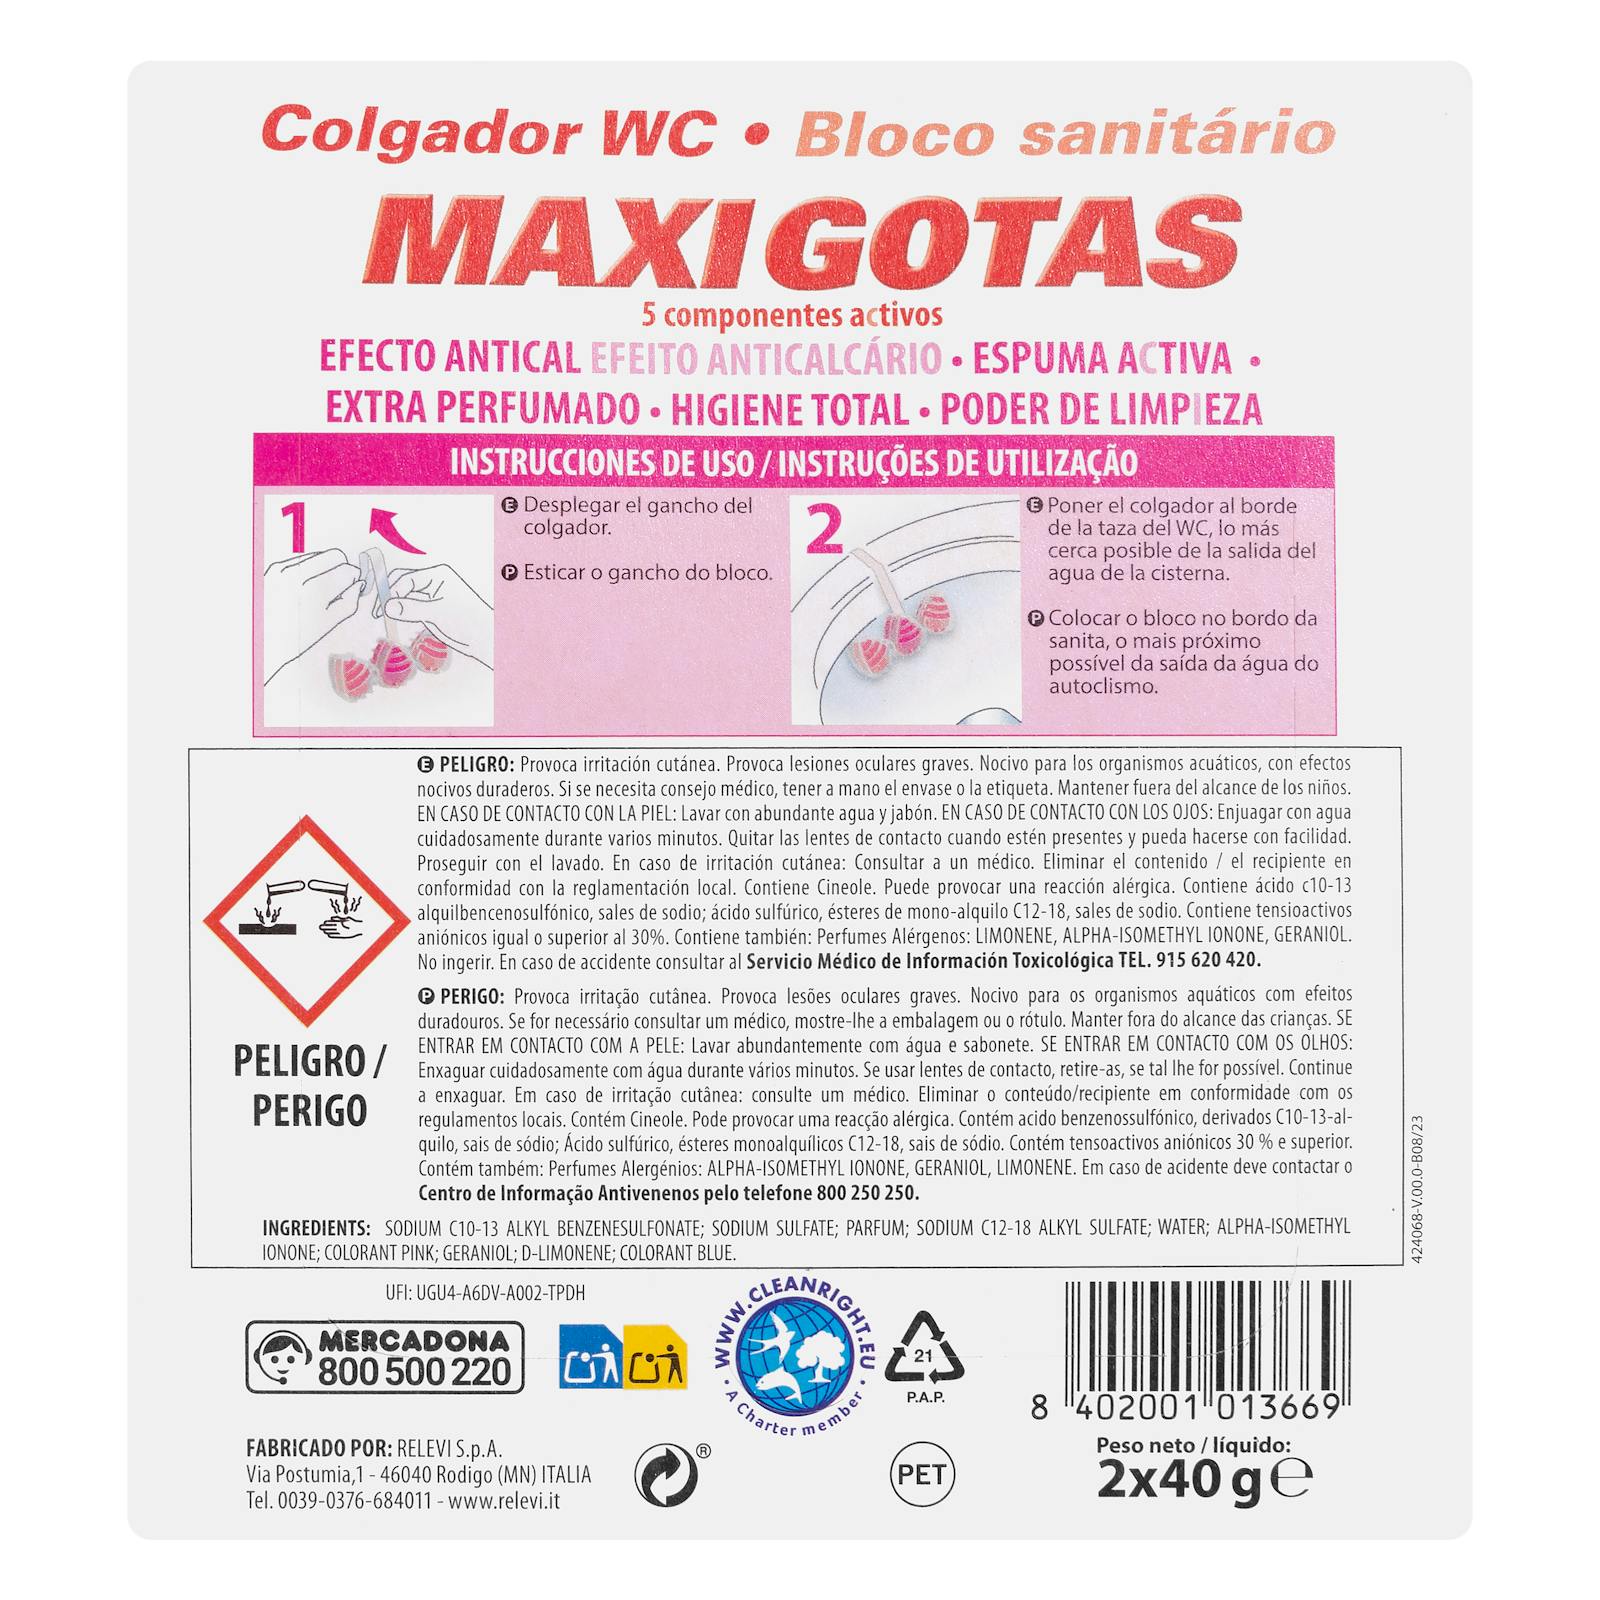 Colgador WC • Bloco sanitário
MAXI GOTAS
5 componentes activos
EFECTO ANTICAL EFEITO ANTICALCÁRIO • ESPUMA ACTIVA •
EXTRA PERFUMADO • HIGIENE TOTAL • PODER DE LIMPIEZA
INSTRUCCIONES DE USO / INSTRUÇÕES DE UTILIZAÇÃO
1
E Desplegar el gancho del
colgador.
P Esticar o gancho do bloco.
2
E Poner el colgador al borde
de la taza del WC, lo más
cerca posible de la salida del
agua de la cisterna.
P Colocar o bloco no bordo da
sanita, o mais próximo
possível da saída da água do
autoclismo.
E PELIGRO: Provoca irritación cutánea. Provoca lesiones oculares graves. Nocivo para los organismos acuáticos, con efectos
nocivos duraderos. Si se necesita consejo médico, tener a mano el envase o la etiqueta. Mantener fuera del alcance de los niños.
EN CASO DE CONTACTO CON LA PIEL: Lavar con abundante agua y jabón. EN CASO DE CONTACTO CON LOS OJOS: Enjuagar con agua
cuidadosamente durante varios minutos. Quitar las lentes de contacto cuando estén presentes y pueda hacerse con facilidad.
Proseguir con el lavado. En caso de irritación cutánea: Consultar a un médico. Eliminar el contenido / el recipiente en
conformidad con la reglamentación local. Contiene Cineole. Puede provocar una reacción alérgica. Contiene ácido c10-13
alquilbencenosulfónico, sales de sodio; ácido sulfúrico, ésteres de mono-alquilo C12-18, sales de sodio. Contiene tensioactivos
aniónicos igual o superior al 30%. Contiene también: Perfumes Alérgenos: LIMONENE, ALPHA-ISOMETHYL IONONE, GERANIOL.
No ingerir. En caso de accidente consultar al Servicio Médico de Información Toxicológica TEL. 915 620 420.
P PERIGO: Provoca irritação cutânea. Provoca lesões oculares graves. Nocivo para os organismos aquáticos com efeitos
duradouros. Se for necessário consultar um médico, mostre-lhe a embalagem ou o rótulo. Manter fora do alcance das crianças. SE
ENTRAR EM CONTACTO COM A PELE: Lavar abundantemente com água e sabonete. SE ENTRAR EM CONTACTO COM OS OLHOS:
Enxaguar cuidadosamente com água durante vários minutos. Se usar lentes de contacto, retire-as, se tal lhe for possível. Continue
a enxaguar. Em caso de irritação cutânea: consulte um médico. Eliminar o conteúdo/recipiente em conformidade com os
regulamentos locais. Contém Cineole. Pode provocar uma reacção alérgica. Contém acido benzenossulfónico, derivados C10-13-al-
quilo, sais de sódio; Ácido sulfúrico, ésteres monoalquílicos C12-18, sais de sódio. Contém tensoactivos aniónicos 30 % e superior.
Contém também: Perfumes Alergénios: ALPHA-ISOMETHYL IONONE, GERANIOL, LIMONENE. Em caso de acidente deve contactar o
Centro de Informação Antivenenos pelo telefone 800 250 250.
PELIGRO /
PERIGO
INGREDIENTS: SODIUM C10-13 ALKYL BENZENESULFONATE; SODIUM SULFATE; PARFUM; SODIUM C12-18 ALKYL SULFATE; WATER; ALPHA-ISOMETHYL
IONONE; COLORANT PINK; GERANIOL; D-LIMONENE; COLORANT BLUE.
424068-V.00.0-B08/23
UFI: UGU4-A6DV-A002-TPDH
MERCADONA
800 500 220
WWW.CLEANRIGHT.EU
• A Charter member •
21
P.A.P.
8 402001 013669
FABRICADO POR: RELEVI S.p.A.
Via Postumia,1 - 46040 Rodigo (MN) ITALIA
Tel. 0039-0376-684011 - www.relevi.it
®
PET
Peso neto / líquido:
2x40 g e